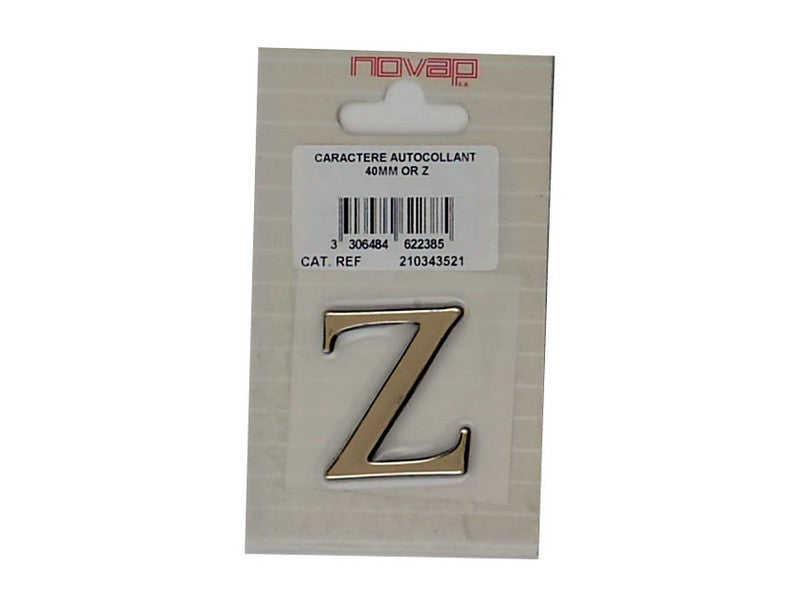 novap
s.a.
CARACTERE AUTOCOLLANT
40MM OR Z
3 306484 622385
CAT. REF 210343521
Z